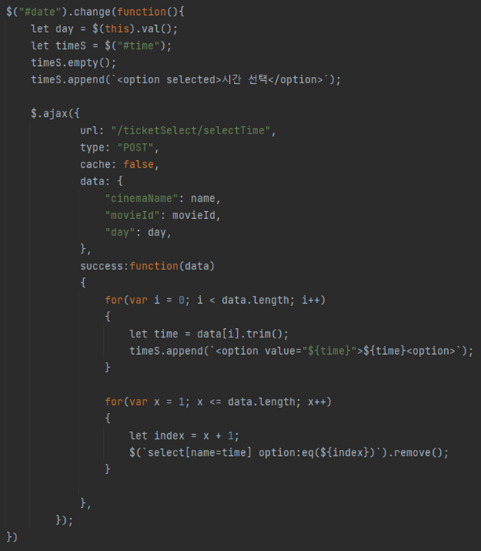 $("#date").change(function(){
    let day = $(this).val();
    let timeS = $("#time");
    timeS.empty();
    timeS.append(`<option selected>시간 선택</option>`);

    $.ajax({
            url: "/ticketSelect/selectTime",
            type: "POST",
            cache: false,
            data: {
                "cinemaName": name,
                "movieId": movieId,
                "day": day,
            },
            success:function(data)
            {
                for(var i = 0; i < data.length; i++)
                {
                    let time = data[i].trim();
                    timeS.append(`<option value="${time}">${time}<option>`);
                }

                for(var x = 1; x <= data.length; x++)
                {
                    let index = x + 1;
                    $(`select[name=time] option:eq(${index})`).remove();
                }

            },
        });
})